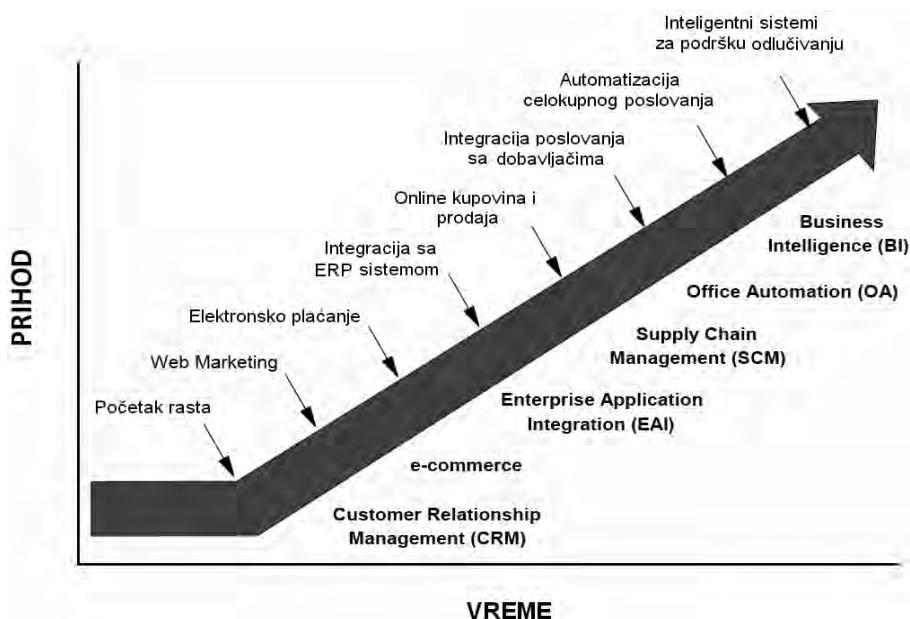 Inteligentni sistemi
za podršku odlučivanju
Automatizacija
celokupnog poslovanja
Integracija poslovanja
sa dobavljačima
Online kupovina i
prodaja
Integracija sa
ERP sistemom
Elektronsko plaćanje
Web Marketing
Početak rasta
PRIHOD
Business
Intelligence (BI)
Office Automation (OA)
Supply Chain
Management (SCM)
Enterprise Application
Integration (EAI)
e-commerce
Customer Relationship
Management (CRM)
VREME